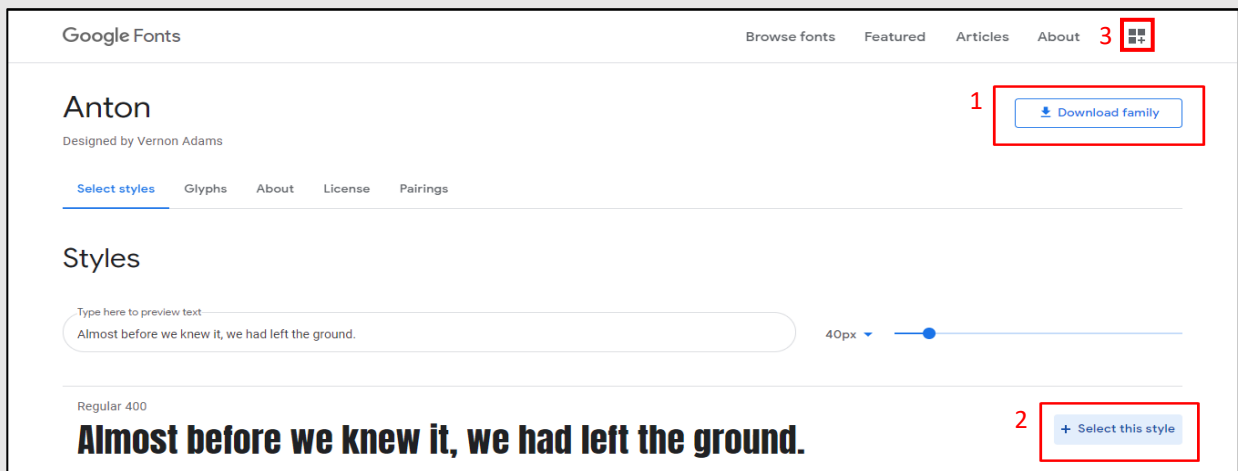 Google Fonts
Browse fonts Featured Articles About 3
Anton
1 Download family
Designed by Vernon Adams
Select styles Glyphs About License Pairings
Styles
Type here to preview text
Almost before we knew it, we had left the ground.
40px
Regular 400
Almost before we knew it, we had left the ground.
2 + Select this style